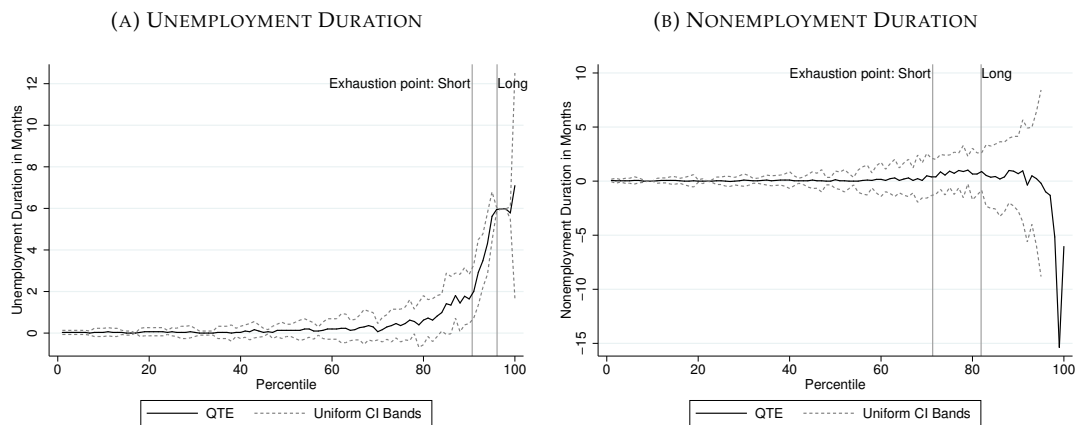 (A) UNEMPLOYMENT DURATION
Unemployment Duration in Months
12
10
8
6
4
2
0
Exhaustion point: Short
Long
0 20 40 60 80 100
Percentile
QTE Uniform CI Bands
(B) NONEMPLOYMENT DURATION
Nonemployment Duration in Months
10
5
0
−5
−10
−15
Exhaustion point: Short
Long
0 20 40 60 80 100
Percentile
QTE Uniform CI Bands